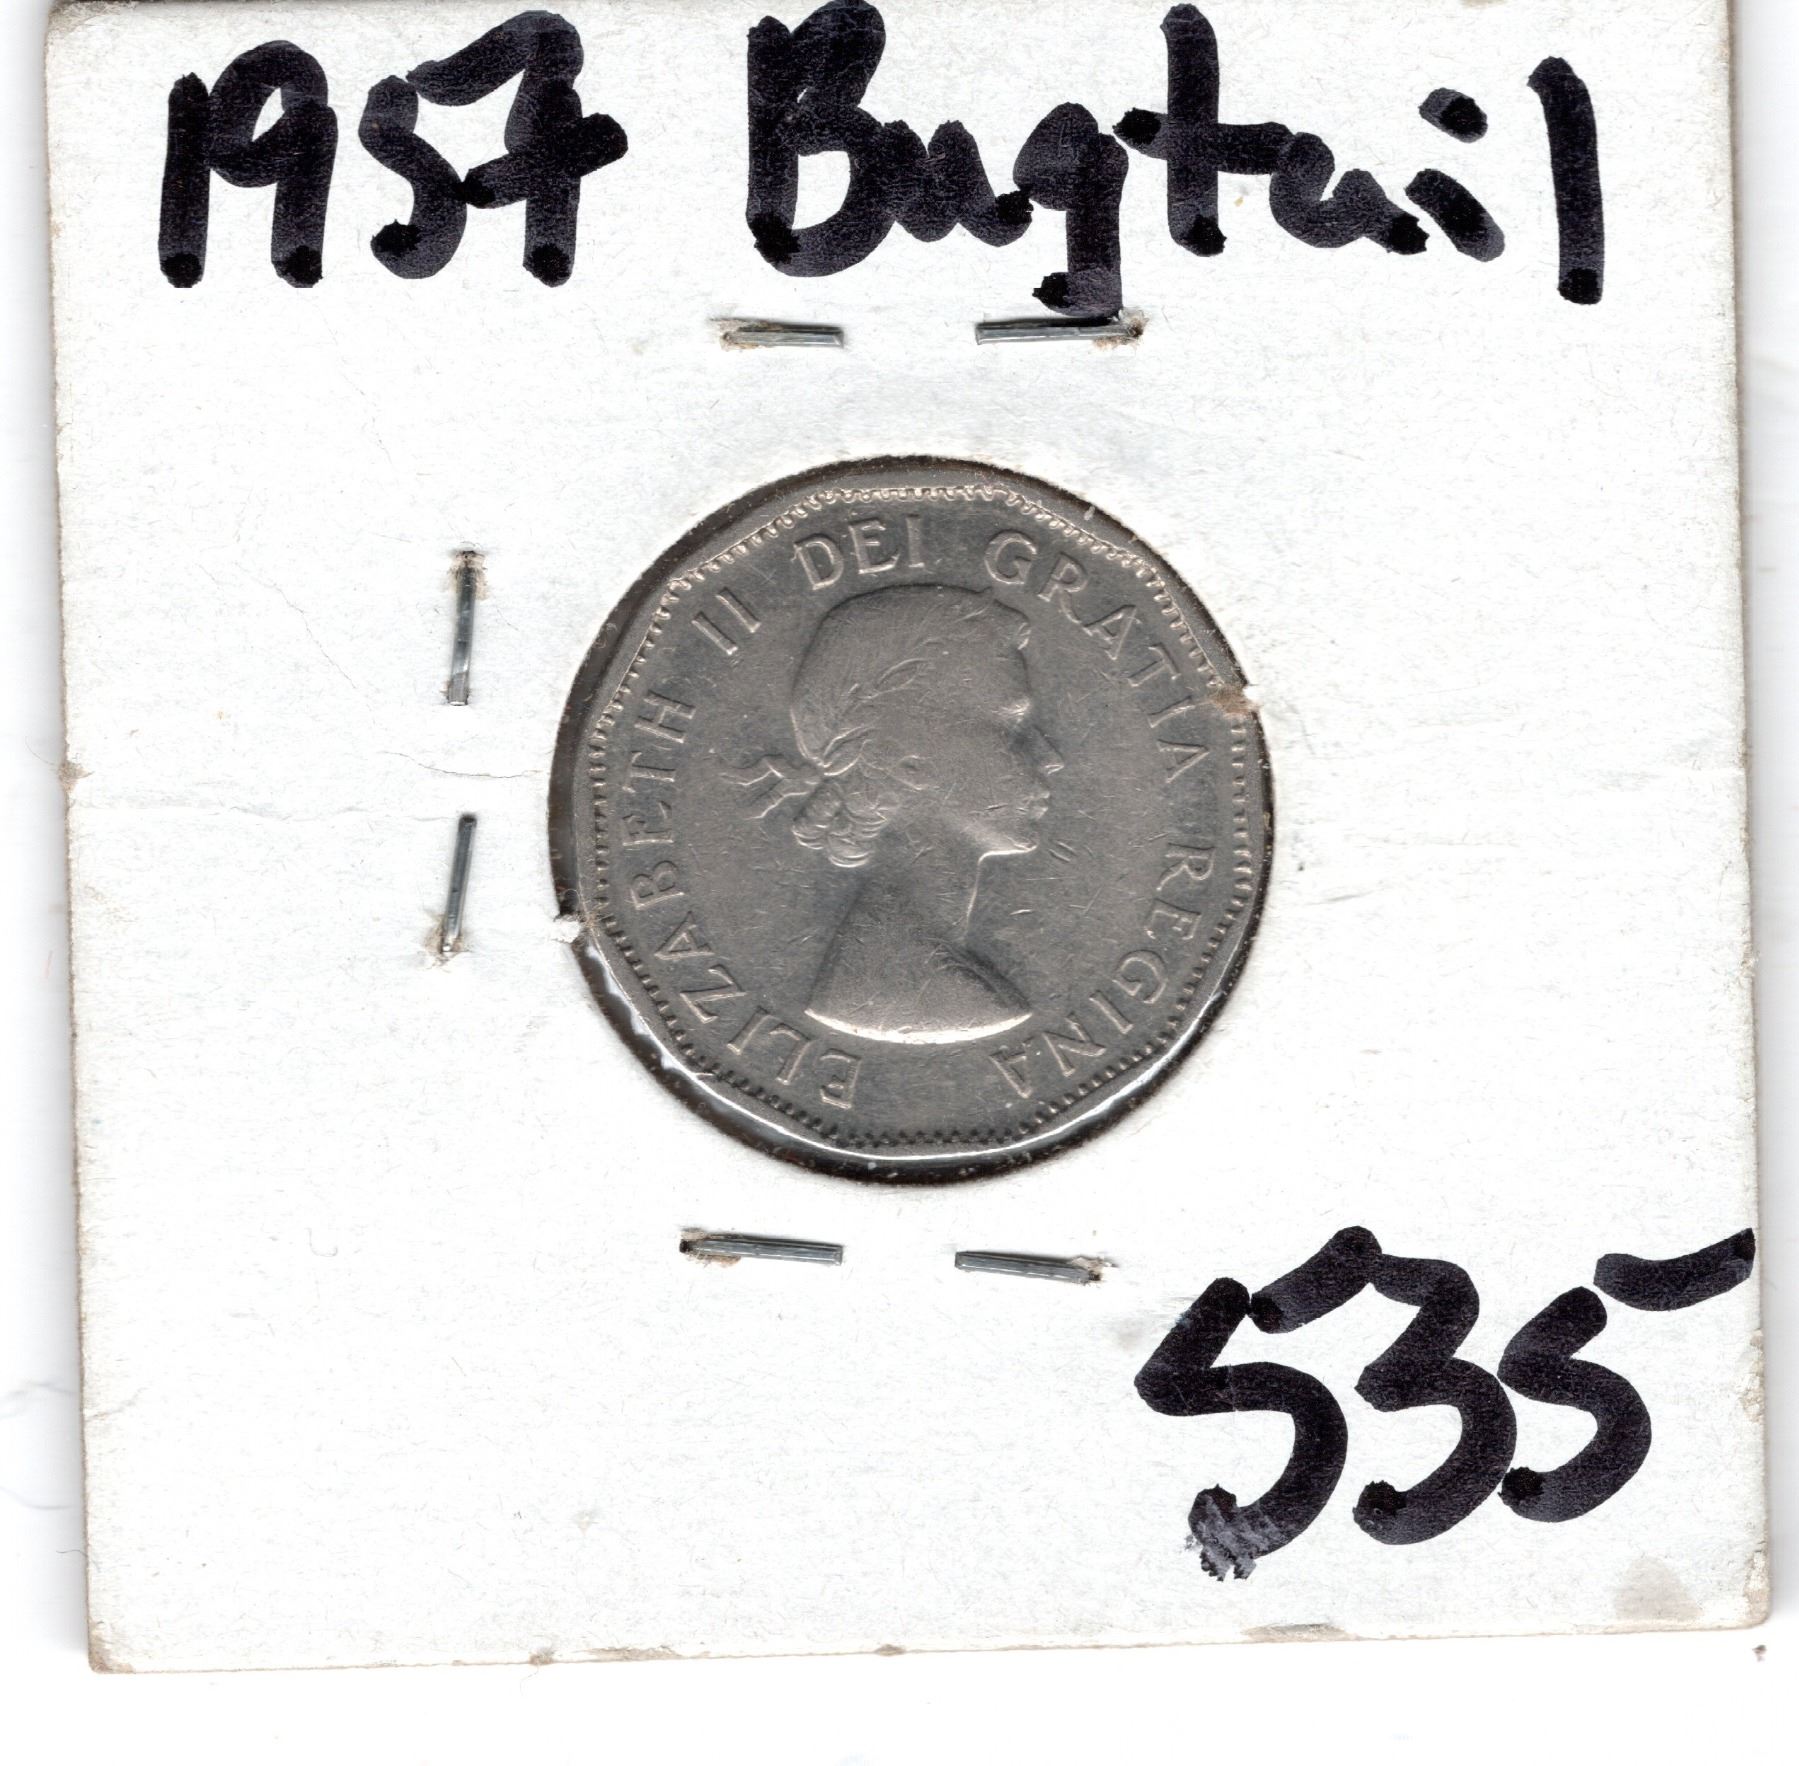 1957 Bugtail
ELIZABETH II DEI GRATIA REGINA
535